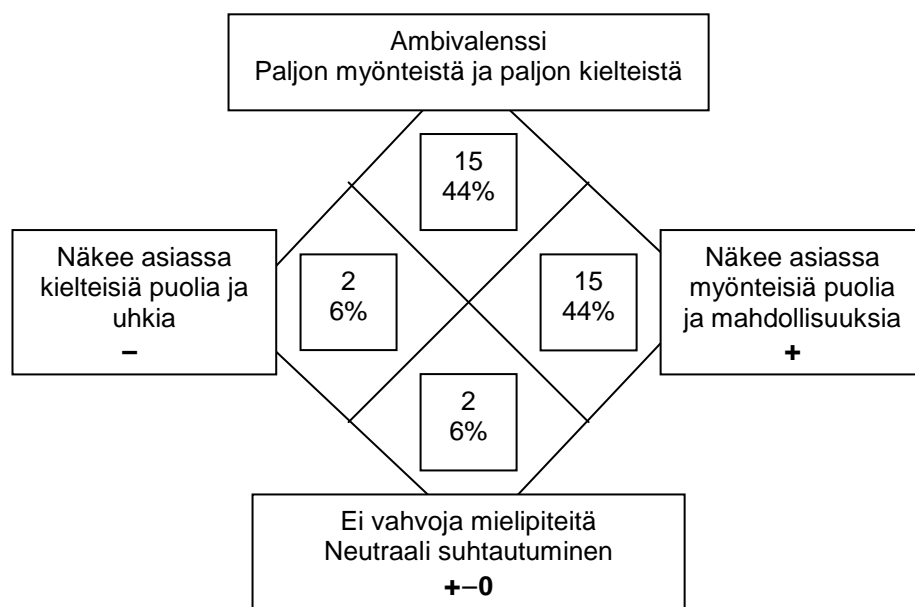 Ambivalenssi
Paljon myönteistä ja paljon kielteistä
15
44%
Näkee asiassa
kielteisiä puolia ja
uhkia
–
2
6%
15
44%
Näkee asiassa
myönteisiä puolia
ja mahdollisuuksia
+
2
6%
Ei vahvoja mielipiteitä
Neutraali suhtautuminen
+–0